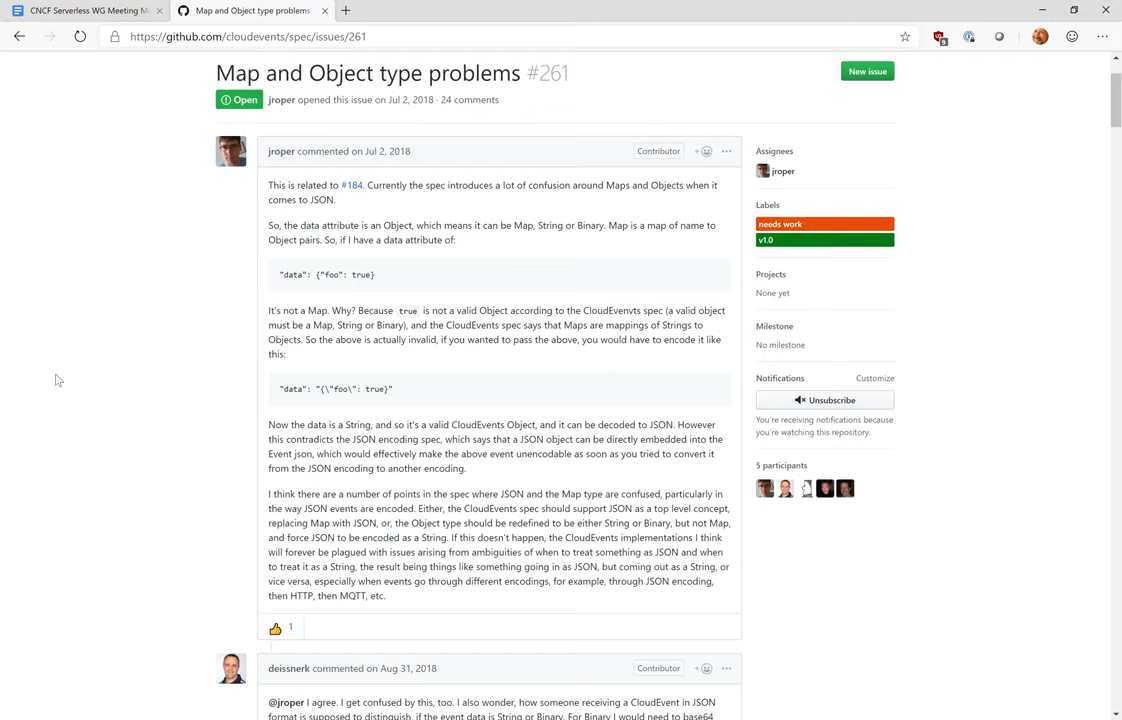 CNCF Serverless WG Meeting M
Map and Object type problems
https://github.com/cloudevents/spec/issues/261
9
Map and Object type problems #261
New issue
Open jroper opened this issue on Jul 2, 2018 · 24 comments
jroper commented on Jul 2, 2018
Contributor
This is related to #184. Currently the spec introduces a lot of confusion around Maps and Objects when it
comes to JSON.
So, the data attribute is an Object, which means it can be Map, String or Binary. Map is a map of name to
Object pairs. So, if I have a data attribute of:
"data": {"foo": true}
It's not a Map. Why? Because true is not a valid Object according to the CloudEvenvts spec (a valid object
must be a Map, String or Binary), and the CloudEvents spec says that Maps are mappings of Strings to
Objects. So the above is actually invalid, if you wanted to pass the above, you would have to encode it like
this:
"data": "{\"foo\": true}"
Now the data is a String, and so it's a valid CloudEvents Object, and it can be decoded to JSON. However
this contradicts the JSON encoding spec, which says that a JSON object can be directly embedded into the
Event json, which would effectively make the above event unencodable as soon as you tried to convert it
from the JSON encoding to another encoding.
I think there are a number of points in the spec where JSON and the Map type are confused, particularly in
the way JSON events are encoded. Either, the CloudEvents spec should support JSON as a top level concept,
replacing Map with JSON, or, the Object type should be redefined to be either String or Binary, but not Map,
and force JSON to be encoded as a String. If this doesn't happen, the CloudEvents implementations I think
will forever be plagued with issues arising from ambiguities of when to treat something as JSON and when
to treat it as a String, the result being things like something going in as JSON, but coming out as a String, or
vice versa, especially when events go through different encodings, for example, through JSON encoding,
then HTTP, then MQTT, etc.
1
deissnerk commented on Aug 31, 2018
Contributor
@jroper I agree. I get confused by this, too. I also wonder, how someone receiving a CloudEvent in JSON
format is supposed to distinguish, if the event data is String or Binary. For Binary I would need to base64
Assignees
jroper
Labels
needs work
v1.0
Projects
None yet
Milestone
No milestone
Notifications
Customize
Unsubscribe
You're receiving notifications because
you're watching this repository.
5 participants